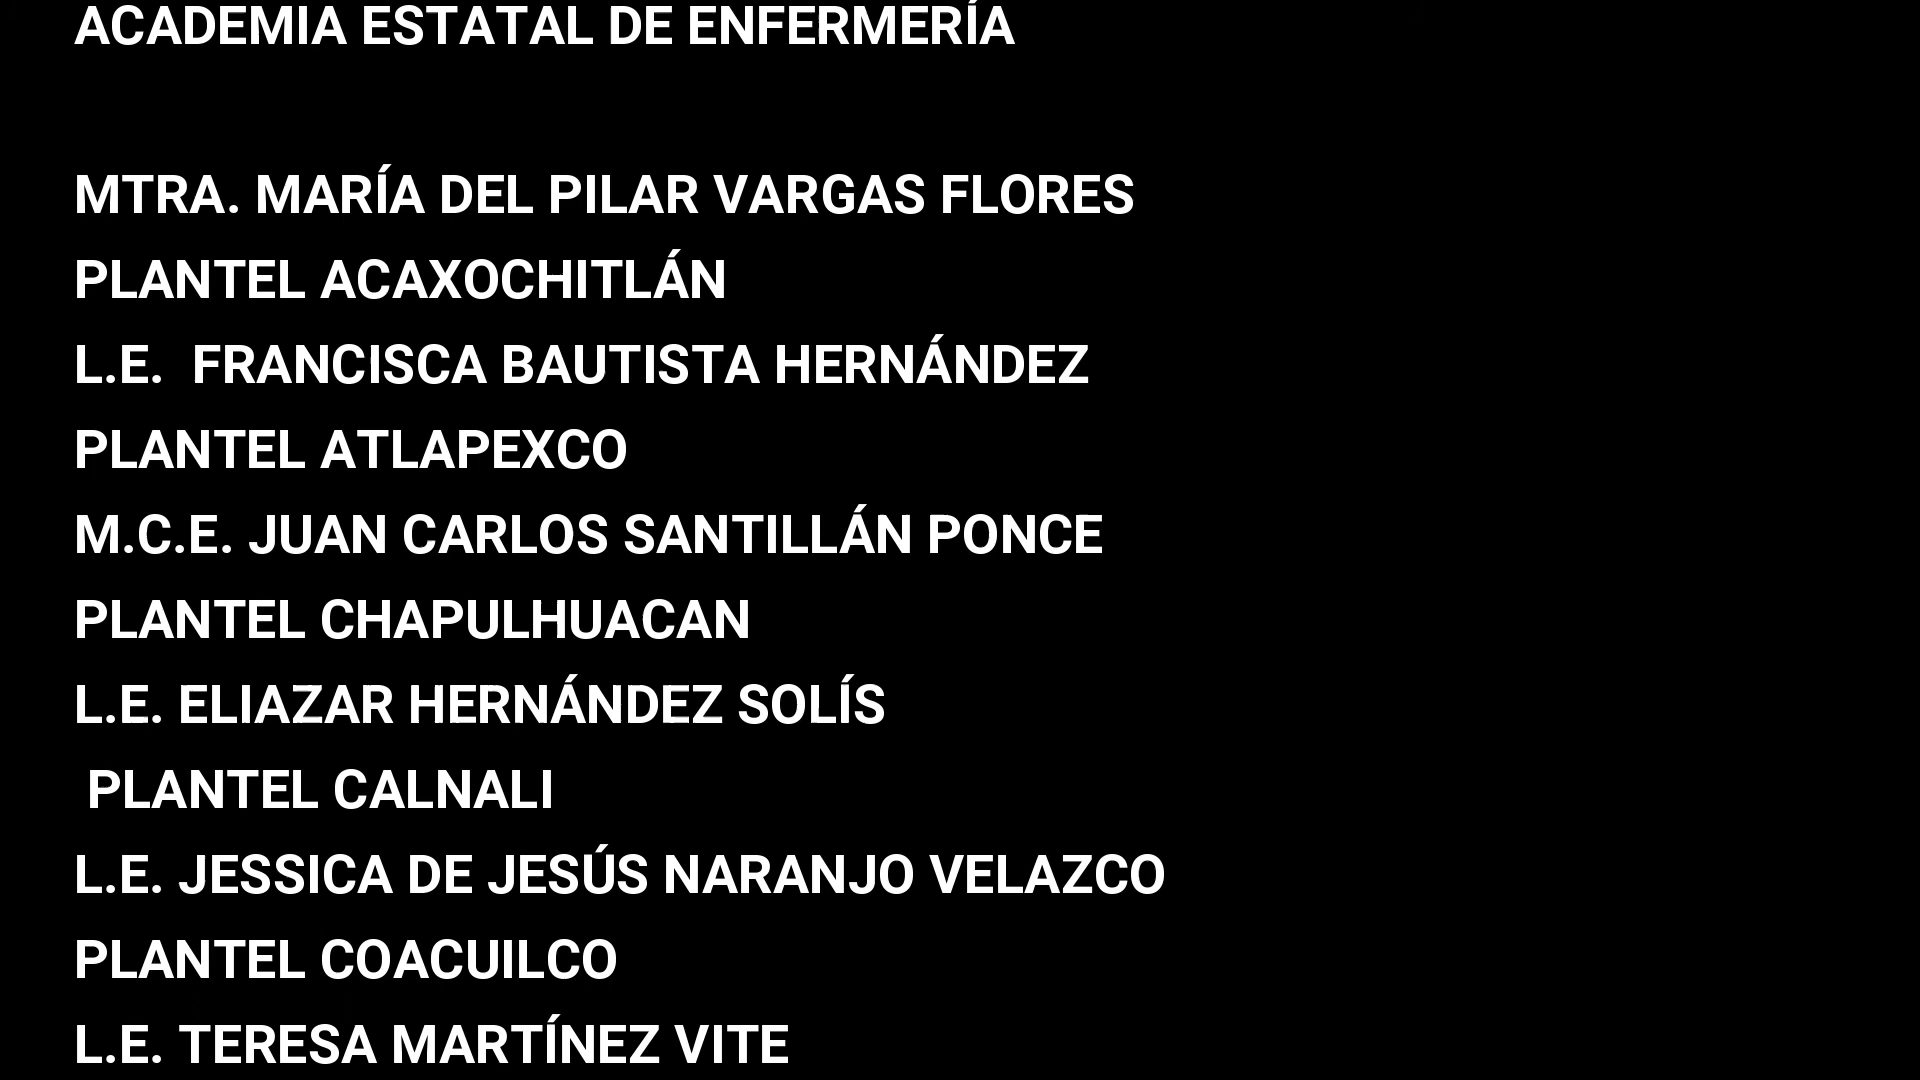 ACADEMIA ESTATAL DE ENFERMERÍA
MTRA. MARÍA DEL PILAR VARGAS FLORES
PLANTEL ACAXOCHITLÁN
L.E.  FRANCISCA BAUTISTA HERNÁNDEZ
PLANTEL ATLAPEXCO
M.C.E. JUAN CARLOS SANTILLÁN PONCE
PLANTEL CHAPULHUACAN
L.E. ELIAZAR HERNÁNDEZ SOLÍS
PLANTEL CALNALI
L.E. JESSICA DE JESÚS NARANJO VELAZCO
PLANTEL COACUILCO
L.E. TERESA MARTÍNEZ VITE